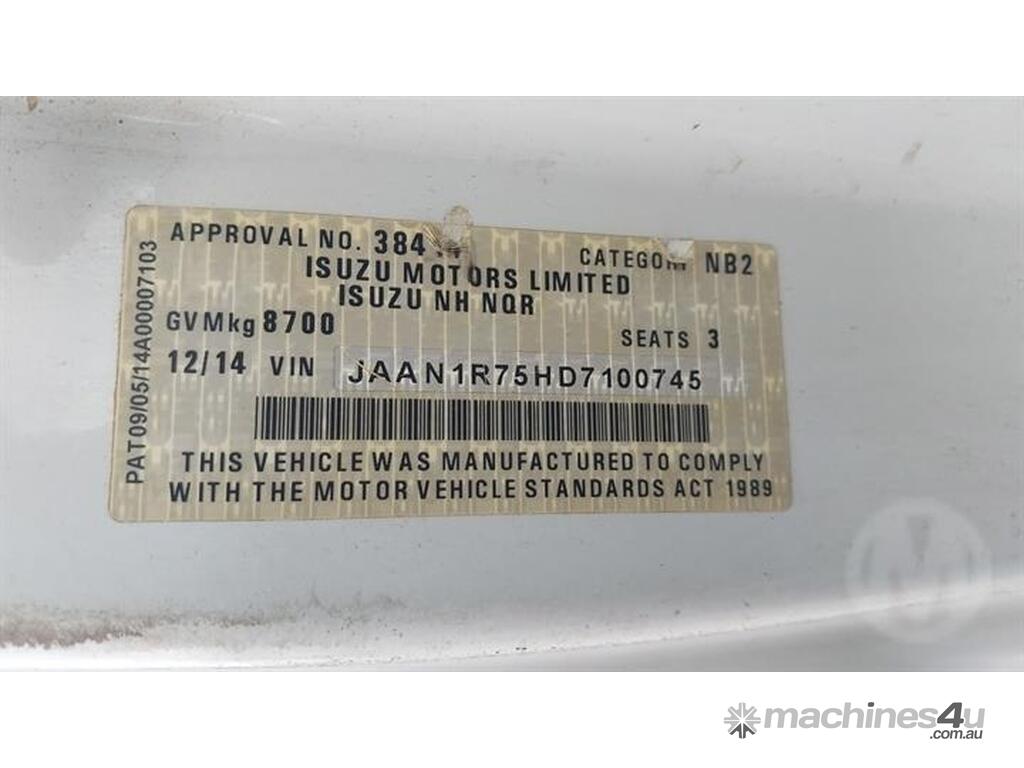 APPROVAL NO. 384
CATEGORY NB2
ISUZU MOTORS LIMITED
ISUZU NH NQR
GVMkg 8700
SEATS 3
12/14 VIN JAAN1R75HD7100745
THIS VEHICLE WAS MANUFACTURED TO COMPLY
WITH THE MOTOR VEHICLE STANDARDS ACT 1989
PAT09/05/14A00007103
machines4u
.com.au